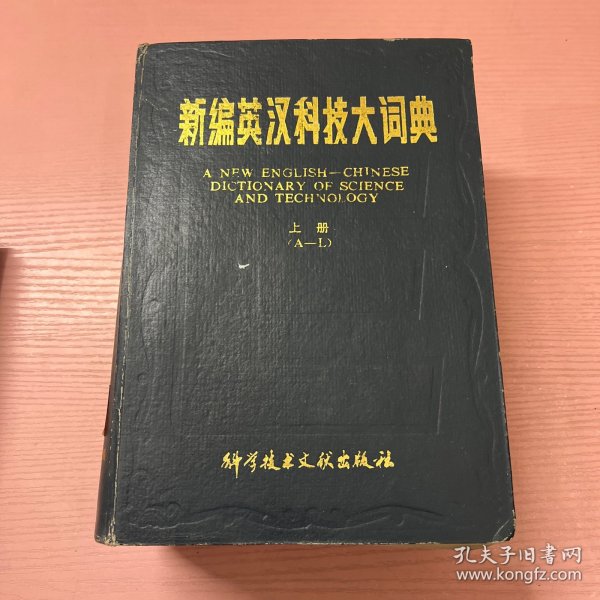 新编英汉科技大词典
A NEW ENGLISH—CHINESE
DICTIONARY OF SCIENCE
AND TECHNOLOGY
上 册
(A—L)
科学技术文献出版社
孔夫子旧书网
www.kongfz.com